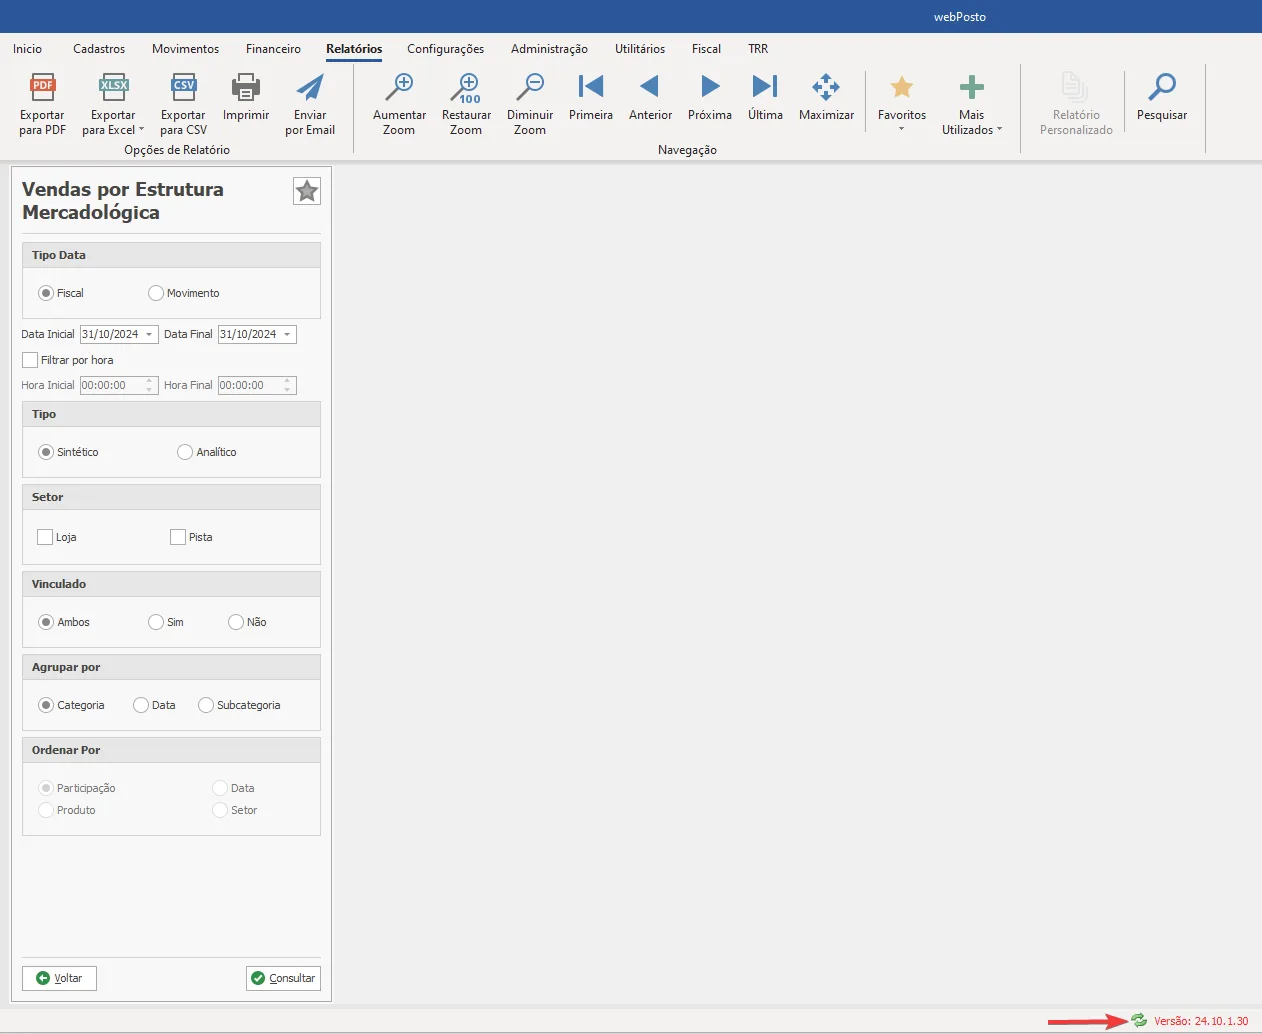 webPosto
Inicio Cadastros Movimentos Financeiro Relatórios Configurações Administração Utilitários Fiscal TRR
PDF XLSX CSV 100
Exportar Exportar Exportar Imprimir Enviar Aumentar Restaurar Diminuir Primeira Anterior Próxima Última Maximizar Favoritos Mais Relatório Pesquisar
para PDF para Excel para CSV por Email Zoom Zoom Zoom Utilizados Personalizado
Opções de Relatório Navegação
Vendas por Estrutura
Mercadológica
Tipo Data
Fiscal Movimento
Data Inicial 31/10/2024 Data Final 31/10/2024
Filtrar por hora
Hora Inicial 00:00:00 Hora Final 00:00:00
Tipo
Sintético Analítico
Setor
Loja Pista
Vinculado
Ambos Sim Não
Agrupar por
Categoria Data Subcategoria
Ordenar Por
Participação Data
Produto Setor
Voltar Consultar
Versão: 24.10.1.30